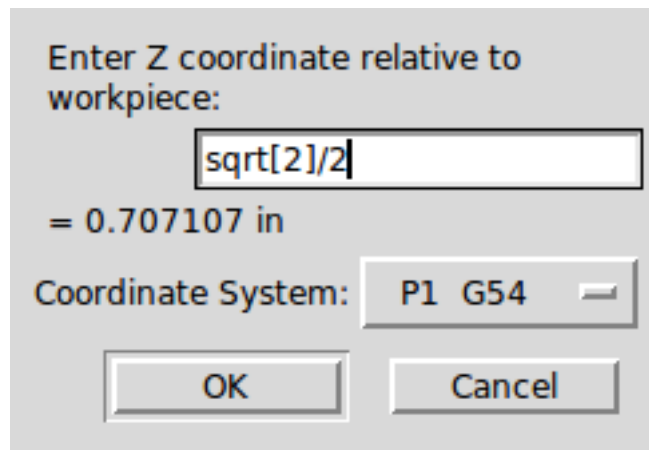 Enter Z coordinate relative to
workpiece:
sqrt[2]/2
= 0.707107 in
Coordinate System: P1 G54
OK Cancel